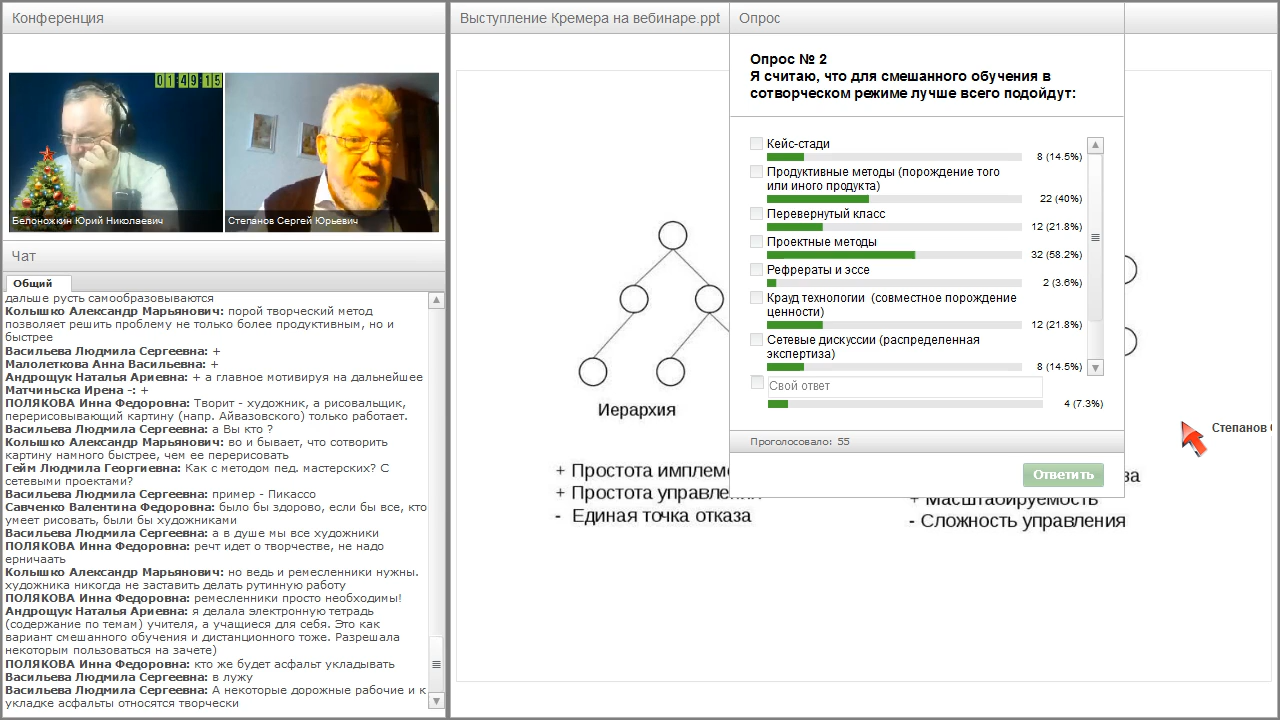 Конференция
01:49:15
Белоножкин Юрий Николаевич
Степанов Сергей Юрьевич
Чат
Общий
дальше русть самообразовываются
Колышко Александр Марьянович: порой творческий метод
позволяет решить проблему не только более продуктивным, но и
быстрее
Васильева Людмила Сергеевна: +
Малолеткова Анна Васильевна: +
Андрощук Наталья Ариевна: + а главное мотивируя на дальнейшее
Матчиньска Ирена -: +
ПОЛЯКОВА Инна Федоровна: Творит - художник, а рисовальщик,
перерисовывающий картину (напр. Айвазовского) только работает.
Васильева Людмила Сергеевна: а Вы кто ?
Колышко Александр Марьянович: во и бывает, что сотворить
картину намного быстрее, чем ее перерисовать
Гейм Людмила Георгиевна: Как с методом пед. мастерских? С
сетевыми проектами?
Васильева Людмила Сергеевна: пример - Пикассо
Савченко Валентина Федоровна: было бы здорово, если бы все, кто
умеет рисовать, были бы художниками
Васильева Людмила Сергеевна: а в душе мы все художники
ПОЛЯКОВА Инна Федоровна: речт идет о творчестве, не надо
ерничаать
Колышко Александр Марьянович: но ведь и ремесленники нужны.
художника никогда не заставить делать рутинную работу
ПОЛЯКОВА Инна Федоровна: ремесленники просто необходимы!
Андрощук Наталья Ариевна: я делала электронную тетрадь
(содержание по темам) учителя, а учащиеся для себя. Это как
вариант смешанного обучения и дистанционного тоже. Разрешала
некоторым пользоваться на зачете)
ПОЛЯКОВА Инна Федоровна: кто же будет асфальт укладывать
Васильева Людмила Сергеевна: в лужу
Васильева Людмила Сергеевна: А некоторые дорожные рабочие и к
укладке асфальты относятся творчески
Выступление Кремера на вебинаре.ppt
Иерархия
+ Простота имплем
+ Простота управлени
- Единая точка отказа
за
+ Масштабируемость
- Сложность управления
Степанов С
Опрос
Опрос № 2
Я считаю, что для смешанного обучения в
сотворческом режиме лучше всего подойдут:
Кейс-стади
8 (14.5%)
Продуктивные методы (порождение того
или иного продукта)
22 (40%)
Перевернутый класс
12 (21.8%)
Проектные методы
32 (58.2%)
Рефрераты и эссе
2 (3.6%)
Крауд технологии (совместное порождение
ценности)
12 (21.8%)
Сетевые дискуссии (распределенная
экспертиза)
8 (14.5%)
Свой ответ
4 (7.3%)
Проголосовало: 55
Ответить